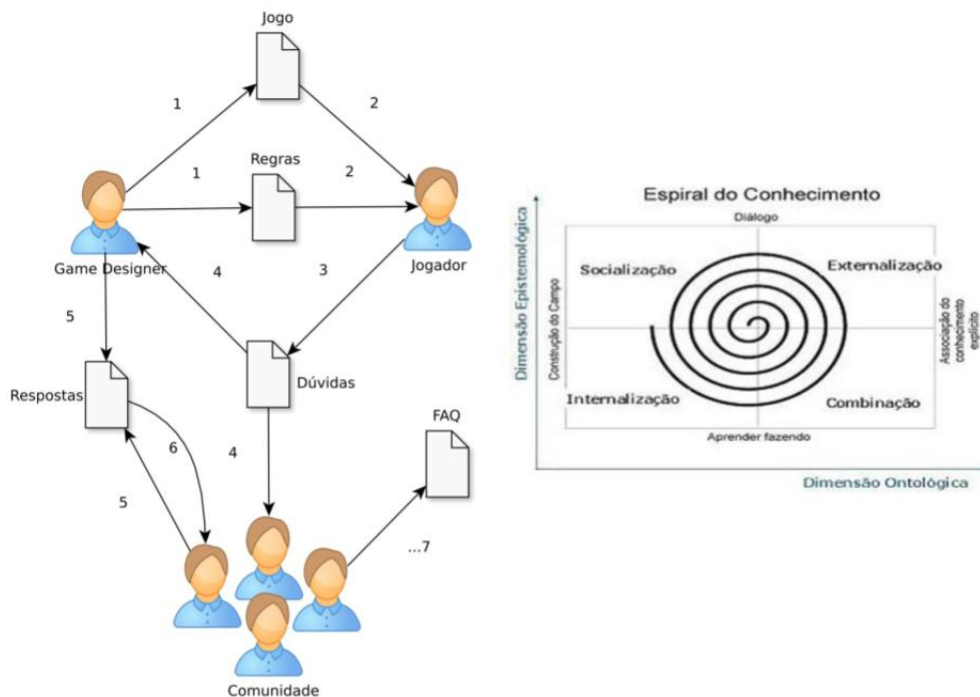 Jogo
1
2
Regras
1
2
Game Designer
Jogador
4
3
5
Respostas
Dúvidas
6
4
5
FAQ
...7
Comunidade
Espiral do Conhecimento
Diálogo
Socialização
Externalização
Dimensão Epistemológica
Construção do Campo
Associação do
conhecimento
explícito
Internalização
Combinação
Aprender fazendo
Dimensão Ontológica